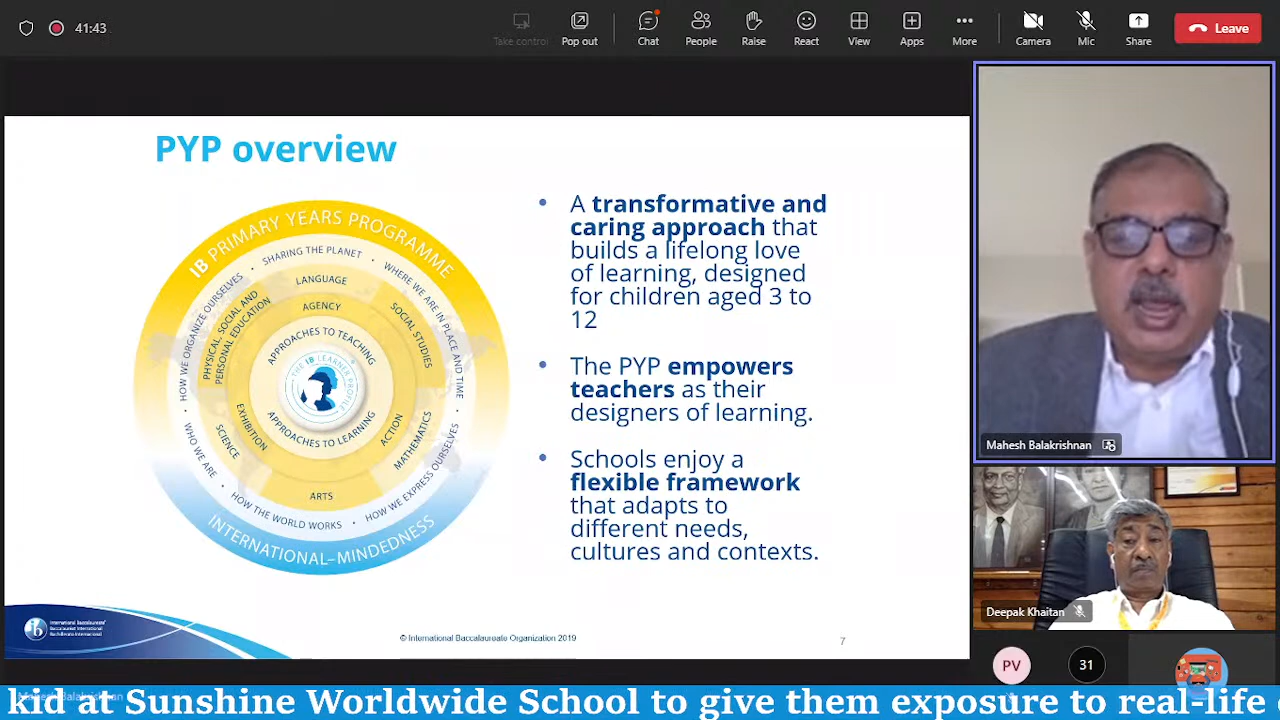 41:43
Take control
Pop out
Chat
People
Raise
React
View
Apps
More
Camera
Mic
Share
Leave
PYP overview
IB PRIMARY YEARS PROGRAMME
INTERNATIONAL–MINDEDNESS
SHARING THE PLANET
WHERE WE ARE IN PLACE AND TIME
HOW WE EXPRESS OURSELVES
HOW THE WORLD WORKS
WHO WE ARE
HOW WE ORGANIZE OURSELVES
LANGUAGE
SOCIAL STUDIES
MATHEMATICS
ARTS
SCIENCE
PHYSICAL, SOCIAL AND
PERSONAL EDUCATION
AGENCY
ACTION
EXHIBITION
APPROACHES TO TEACHING
APPROACHES TO LEARNING
THE IB LEARNER PROFILE
• A transformative and
caring approach that
builds a lifelong love
of learning, designed
for children aged 3 to
12
• The PYP empowers
teachers as their
designers of learning.
• Schools enjoy a
flexible framework
that adapts to
different needs,
cultures and contexts.
International Baccalaureate
Baccalauréat International
Bachillerato Internacional
© International Baccalaureate Organization 2019
7
Mahesh Balakrishnan
Deepak Khaitan
PV
31
Mahesh Balakrishnan
kid at Sunshine Worldwide School to give them exposure to real-life